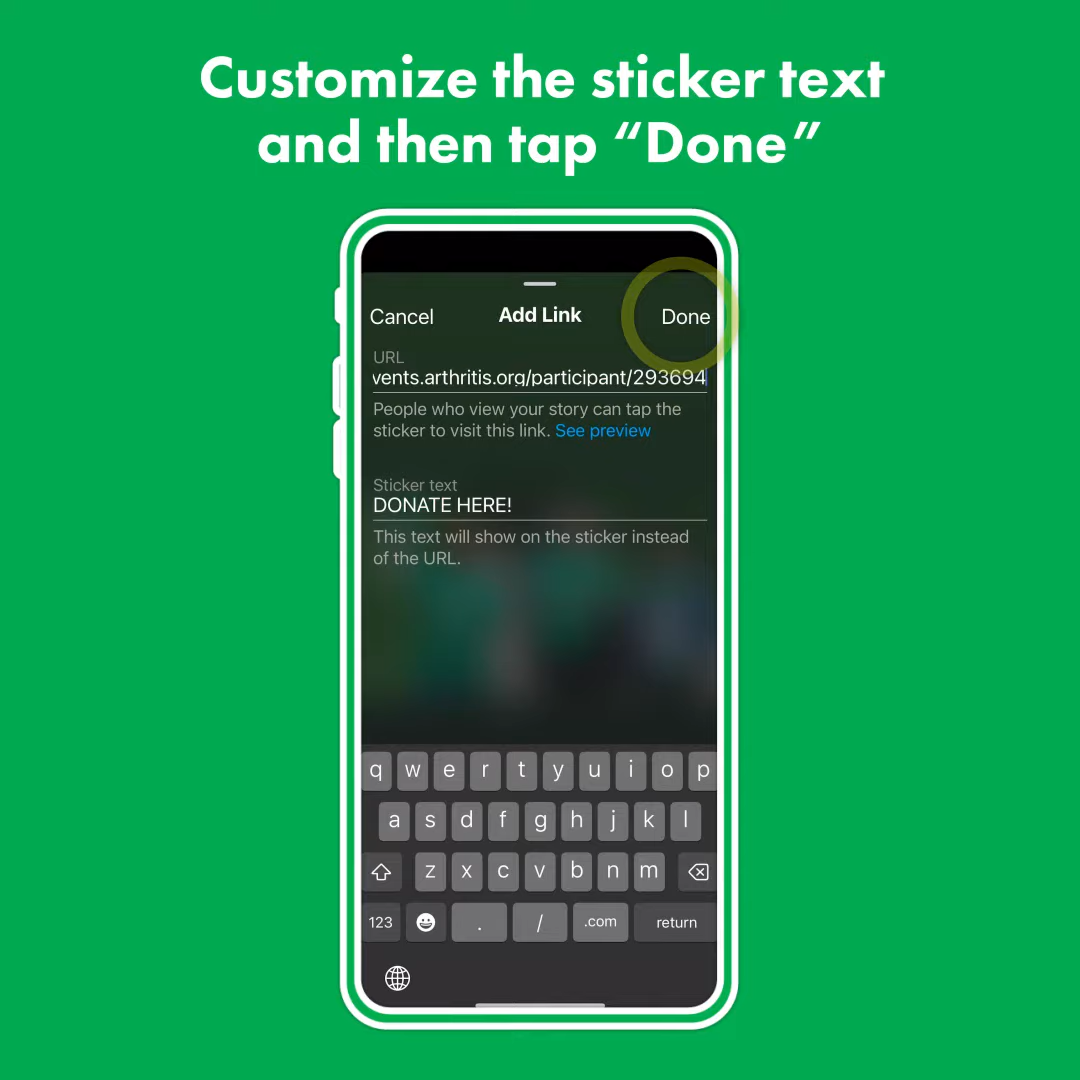 Customize the sticker text
and then tap “Done”
Cancel Add Link Done
URL
vents.arthritis.org/participant/293694
People who view your story can tap the
sticker to visit this link. See preview
Sticker text
DONATE HERE!
This text will show on the sticker instead
of the URL.
q w e r t y u i o p
a s d f g h j k l
z x c v b n m
123 . / .com return